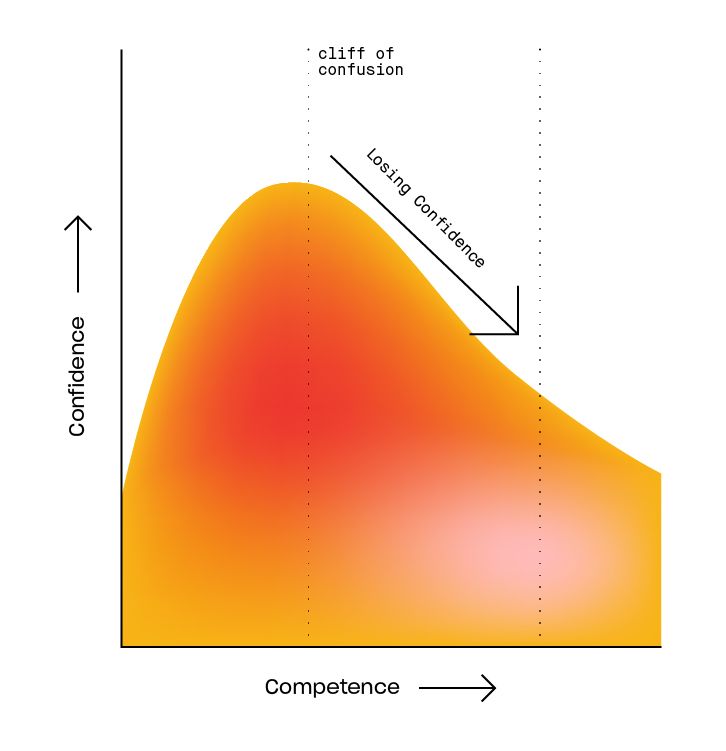 cliff of
confusion
Losing Confidence
Confidence
Competence